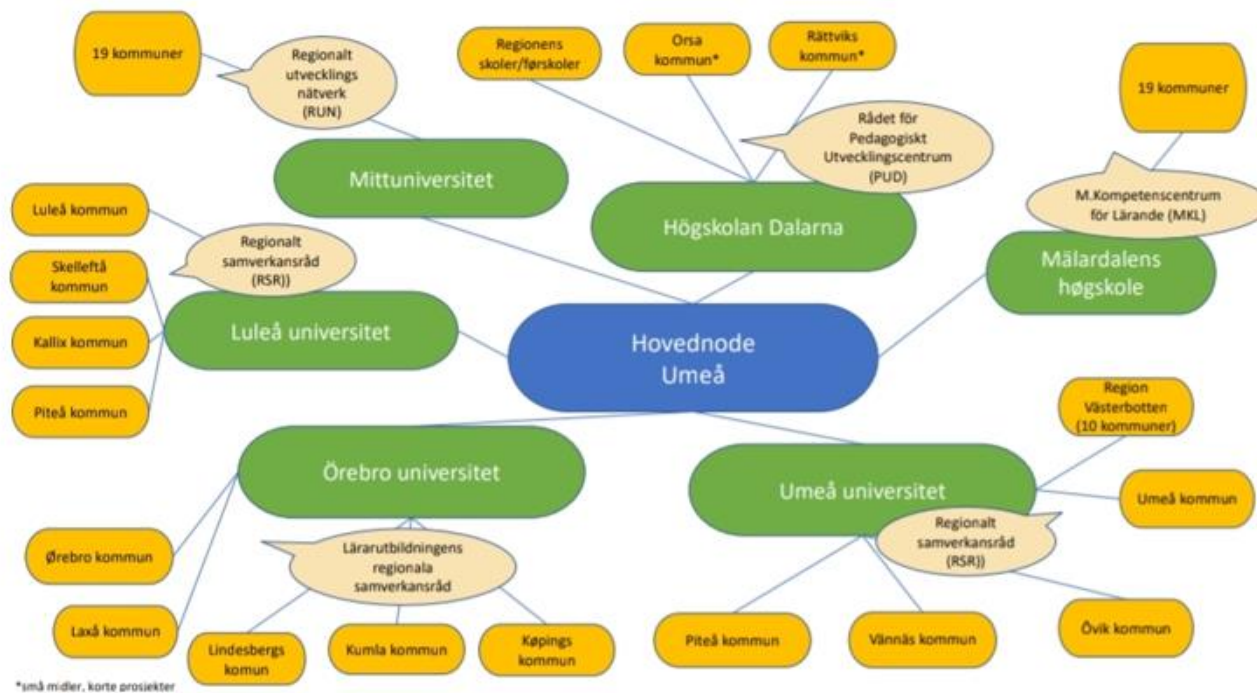 19 kommuner
Regionalt
utvecklings
nätverk
(RUN)
Regionens
skoler/førskoler
Orsa
kommun*
Rättviks
kommun*
19 kommuner
Rådet för
Pedagogiskt
Utvecklingscentrum
(PUD)
Mittuniversitet
Högskolan Dalarna
M.Kompetenscentrum
för Lärande (MKL)
Mälardalens
høgskole
Luleå kommun
Regionalt
samverkansråd
(RSR))
Skelleftå
kommun
Kallix kommun
Piteå kommun
Luleå universitet
Hovednode
Umeå
Region
Västerbotten
(10 kommuner)
Örebro universitet
Umeå universitet
Umeå kommun
Regionalt
samverkansråd
(RSR))
Ørebro kommun
Lärarutbildningens
regionala
samverkansråd
Laxå kommun
Lindesbergs
komun
Kumla kommun
Køpings
kommun
Piteå kommun
Vännäs kommun
Övik kommun
*små midler, korte prosjekter